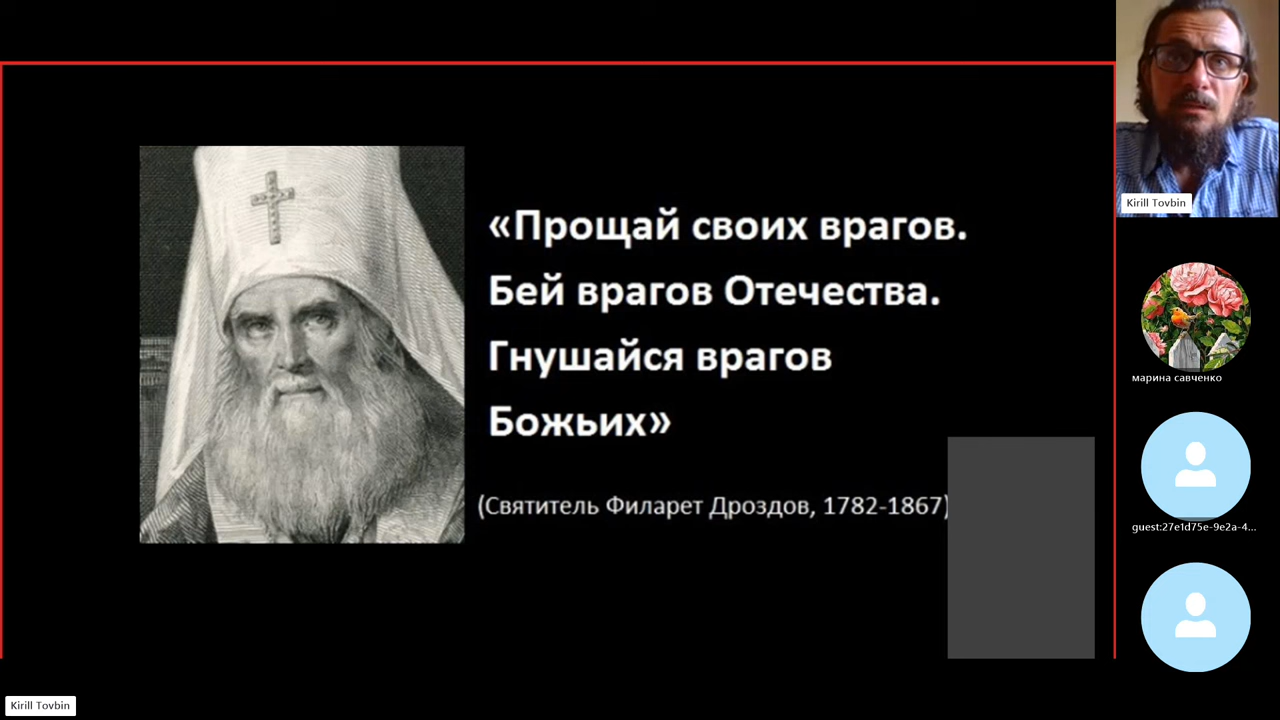 «Прощай своих врагов.
Бей врагов Отечества.
Гнушайся врагов
Божьих»
(Святитель Филарет Дроздов, 1782-1867)
Kirill Tovbin
марина савченко
guest:27e1d75e-9e2a-4...
Kirill Tovbin